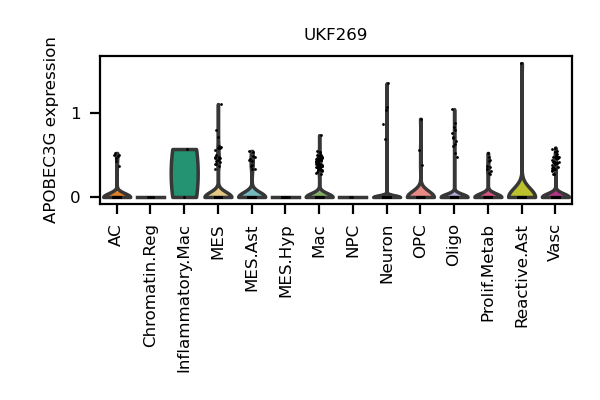 UKF269
APOBEC3G expression
1
0
AC
Chromatin.Reg
Inflammatory.Mac
MES
MES.Ast
MES.Hyp
Mac
NPC
Neuron
OPC
Oligo
Prolif.Metab
Reactive.Ast
Vasc